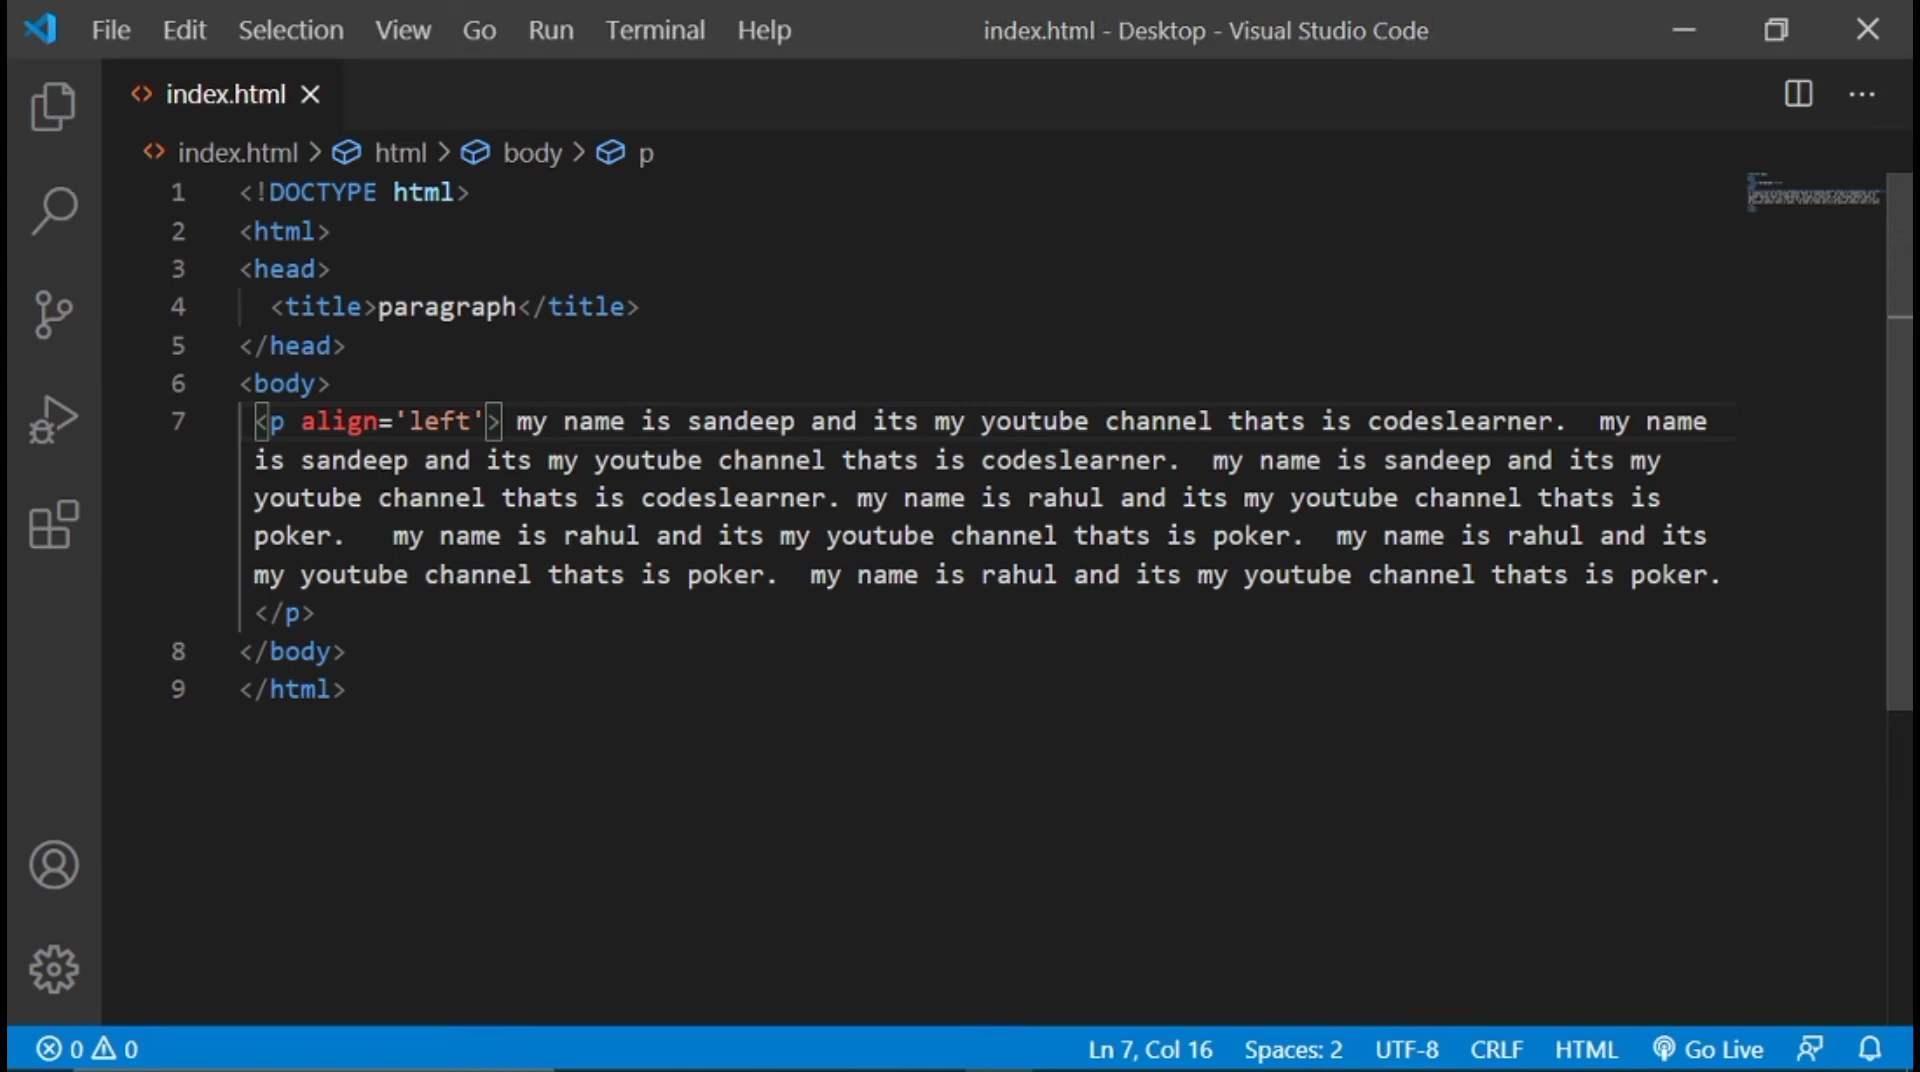 File Edit Selection View Go Run Terminal Help index.html - Desktop - Visual Studio Code
index.html
index.html > html > body > p
1 <!DOCTYPE html>
2 <html>
3 <head>
4 <title>paragraph</title>
5 </head>
6 <body>
7 <p align='left'> my name is sandeep and its my youtube channel thats is codeslearner.  my name
is sandeep and its my youtube channel thats is codeslearner.  my name is sandeep and its my
youtube channel thats is codeslearner. my name is rahul and its my youtube channel thats is
poker.   my name is rahul and its my youtube channel thats is poker.  my name is rahul and its
my youtube channel thats is poker.  my name is rahul and its my youtube channel thats is poker.
</p>
8 </body>
9 </html>
0 0 Ln 7, Col 16 Spaces: 2 UTF-8 CRLF HTML Go Live